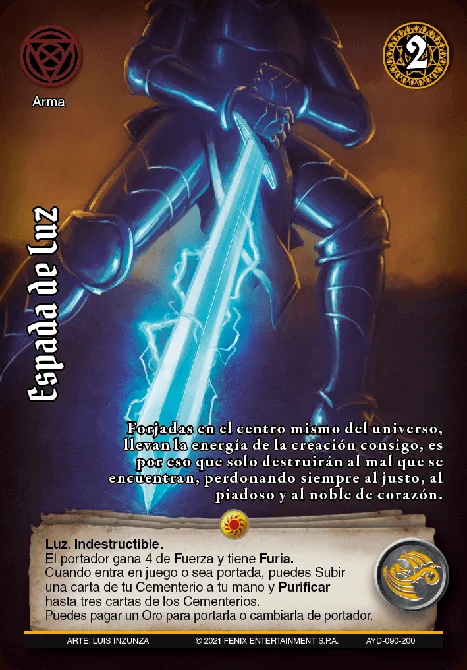 2
Arma
Espada de Luz
Forjadas en el centro mismo del universo,
llevan la energía de la creación consigo, es
por eso que solo destruirán al mal que se
encuentran, perdonando siempre al justo, al
piadoso y al noble de corazón.
Luz. Indestructible.
El portador gana 4 de Fuerza y tiene Furia.
Cuando entra en juego o sea portada, puedes Subir
una carta de tu Cementerio a tu mano y Purificar
hasta tres cartas de los Cementerios.
Puedes pagar un Oro para portarla o cambiarla de portador.
ARTE: LUIS INZUNZA © 2021 FENIX ENTERTAINMENT S.R.A. AYD-090-200